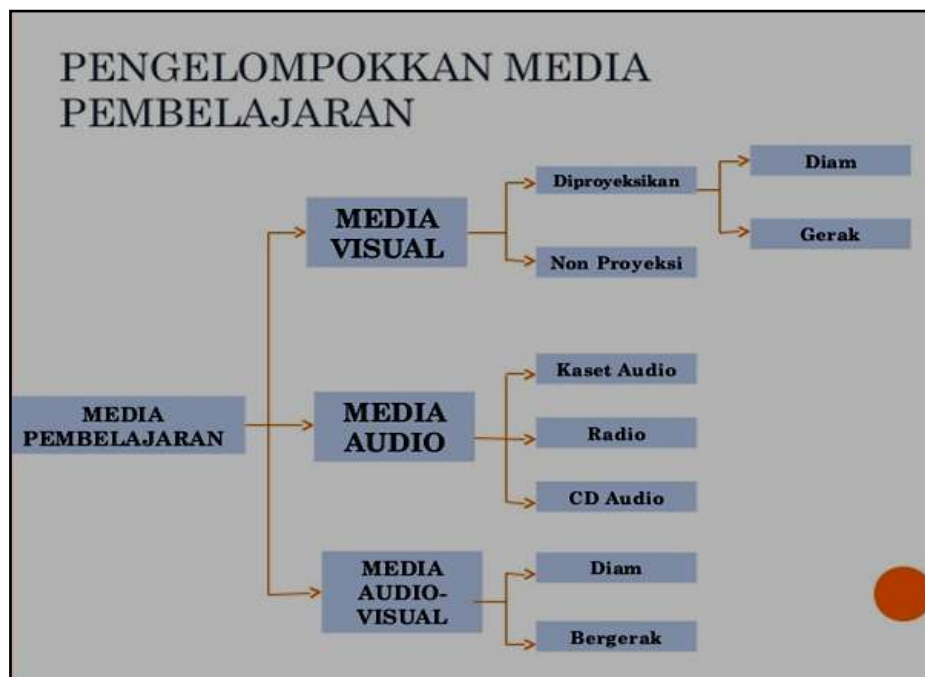 PENGELOMPOKKAN MEDIA
PEMBELAJARAN
MEDIA
PEMBELAJARAN
MEDIA
VISUAL
Diproyeksikan
Diam
Gerak
Non Proyeksi
MEDIA
AUDIO
Kaset Audio
Radio
CD Audio
MEDIA
AUDIO-
VISUAL
Diam
Bergerak